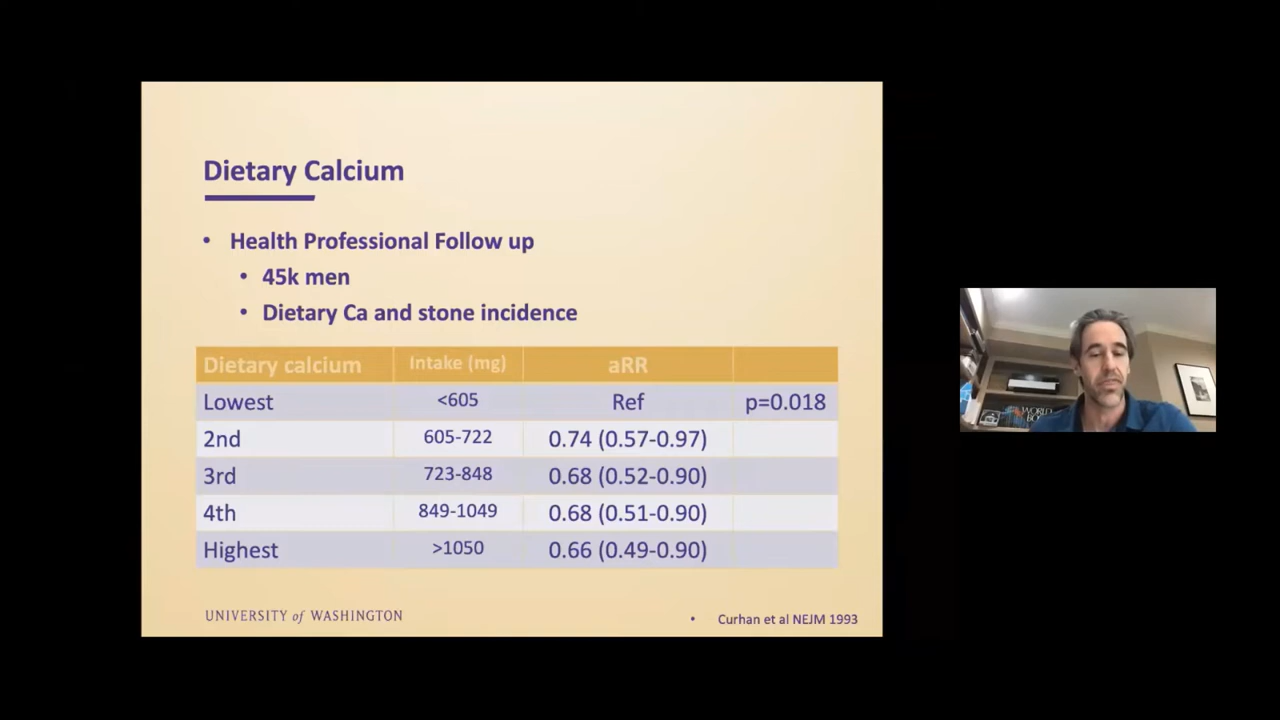 Dietary Calcium
• Health Professional Follow up
• 45k men
• Dietary Ca and stone incidence
Dietary calcium Intake (mg) aRR
Lowest <605 Ref p=0.018
2nd 605-722 0.74 (0.57-0.97)
3rd 723-848 0.68 (0.52-0.90)
4th 849-1049 0.68 (0.51-0.90)
Highest >1050 0.66 (0.49-0.90)
UNIVERSITY of WASHINGTON
• Curhan et al NEJM 1993
WORLD